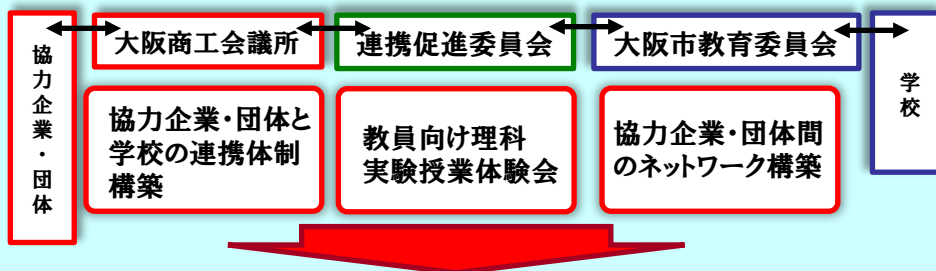 協力企業・団体
大阪商工会議所
連携促進委員会
大阪市教育委員会
学校
協力企業・団体と
学校の連携体制
構築
教員向け理科
実験授業体験会
協力企業・団体間
のネットワーク構築